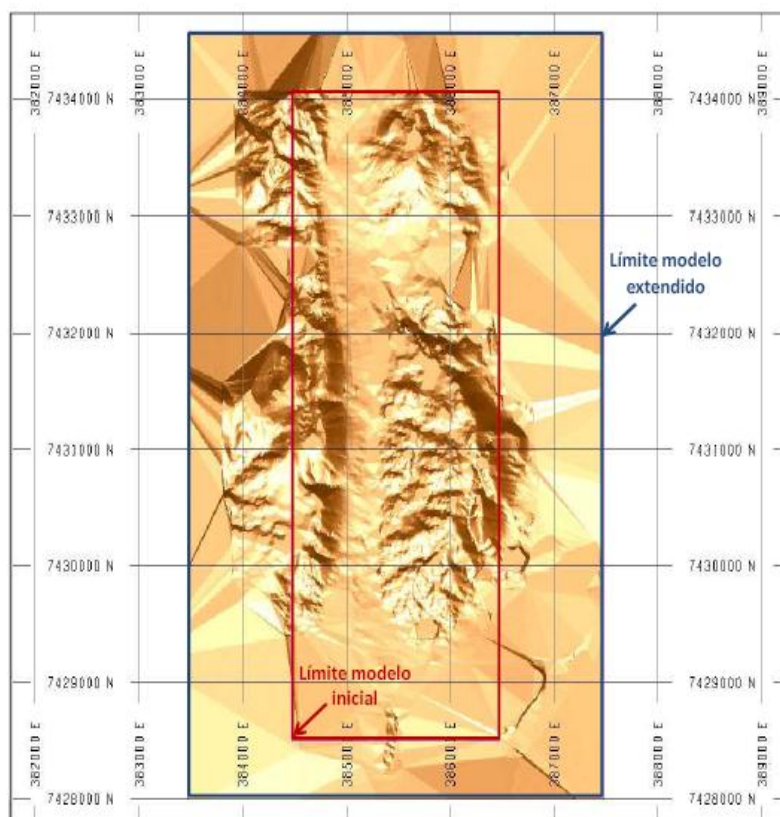 382000 E
383000 E
384000 E
385000 E
386000 E
387000 E
388000 E
389000 E
7434000 N
7434000 N
7433000 N
7433000 N
Límite modelo
extendido
7432000 N
7432000 N
7431000 N
7431000 N
7430000 N
7430000 N
7429000 N
7429000 N
Límite modelo
inicial
382000 E
383000 E
384000 E
385000 E
386000 E
387000 E
388000 E
389000 E
7428000 N
7428000 N